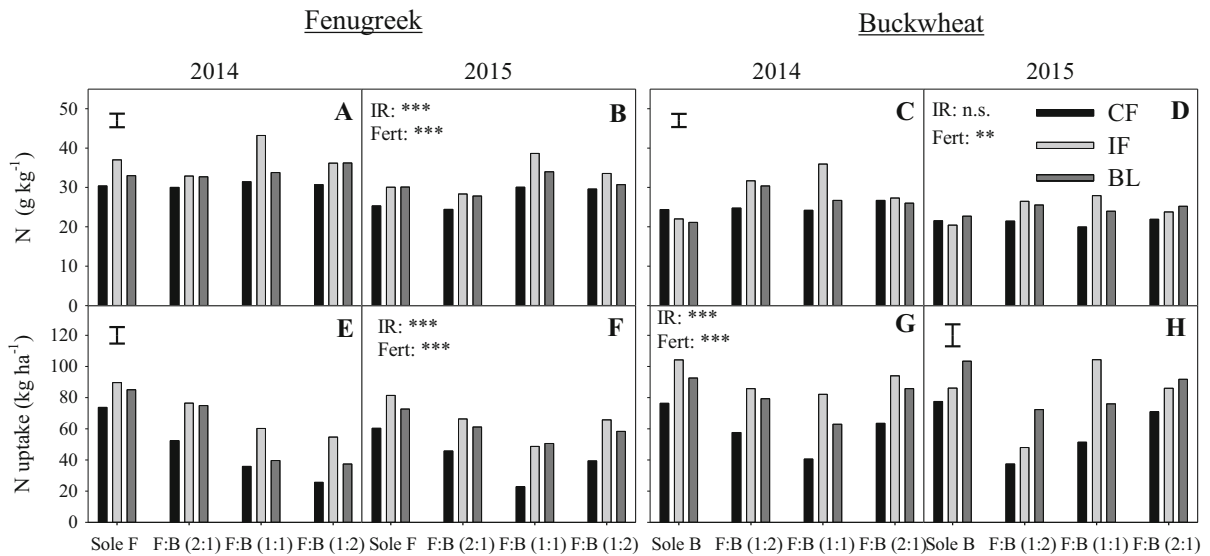 Fenugreek
Buckwheat
2014
2015
2014
2015
N (g kg-1)
50
40
30
20
10
0
A
IR: ***
Fert: ***
B
C
IR: n.s.
Fert: **
D
CF
IF
BL
N uptake (kg ha-1)
120
100
80
60
40
20
0
E
IR: ***
Fert: ***
F
IR: ***
Fert: ***
G
H
Sole F F:B (2:1) F:B (1:1) F:B (1:2) Sole F F:B (2:1) F:B (1:1) F:B (1:2) Sole B F:B (1:2) F:B (1:1) F:B (2:1) Sole B F:B (1:2) F:B (1:1) F:B (2:1)